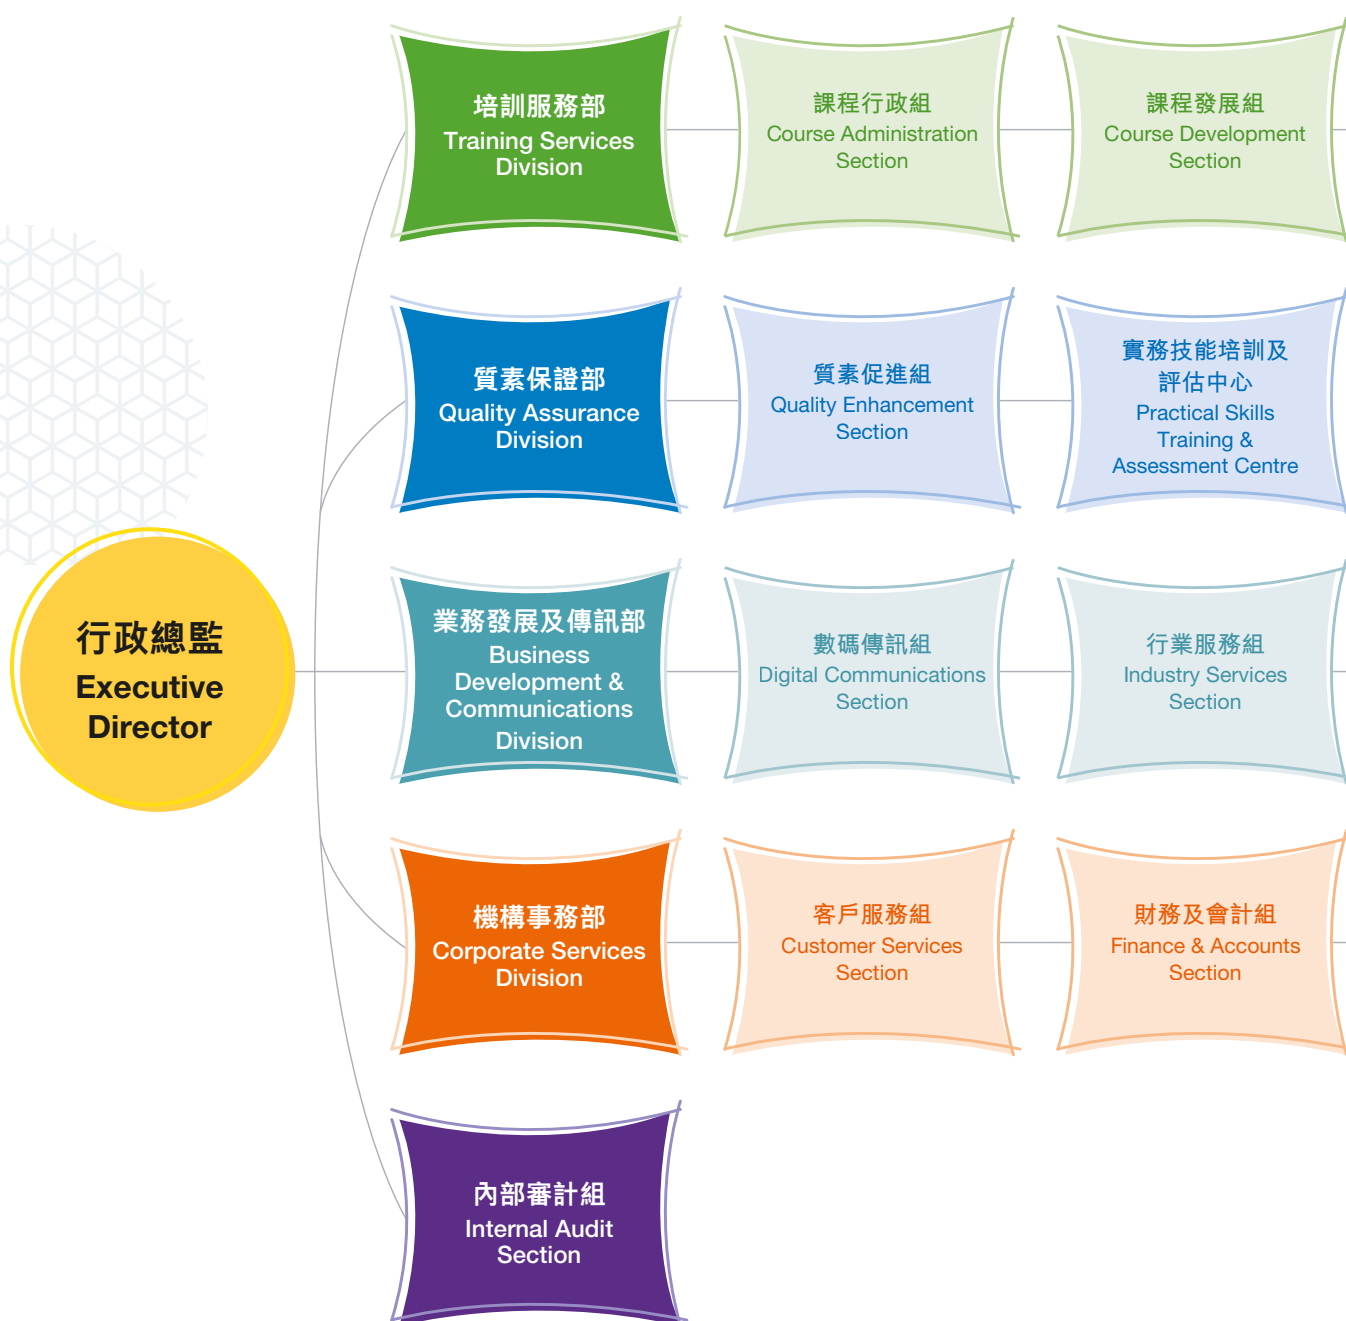 培訓服務部
Training Services
Division
課程行政組
Course Administration
Section
課程發展組
Course Development
Section
質素保證部
Quality Assurance
Division
質素促進組
Quality Enhancement
Section
實務技能培訓及
評估中心
Practical Skills
Training &
Assessment Centre
行政總監
Executive
Director
業務發展及傳訊部
Business
Development &
Communications
Division
數碼傳訊組
Digital Communications
Section
行業服務組
Industry Services
Section
機構事務部
Corporate Services
Division
客戶服務組
Customer Services
Section
財務及會計組
Finance & Accounts
Section
內部審計組
Internal Audit
Section